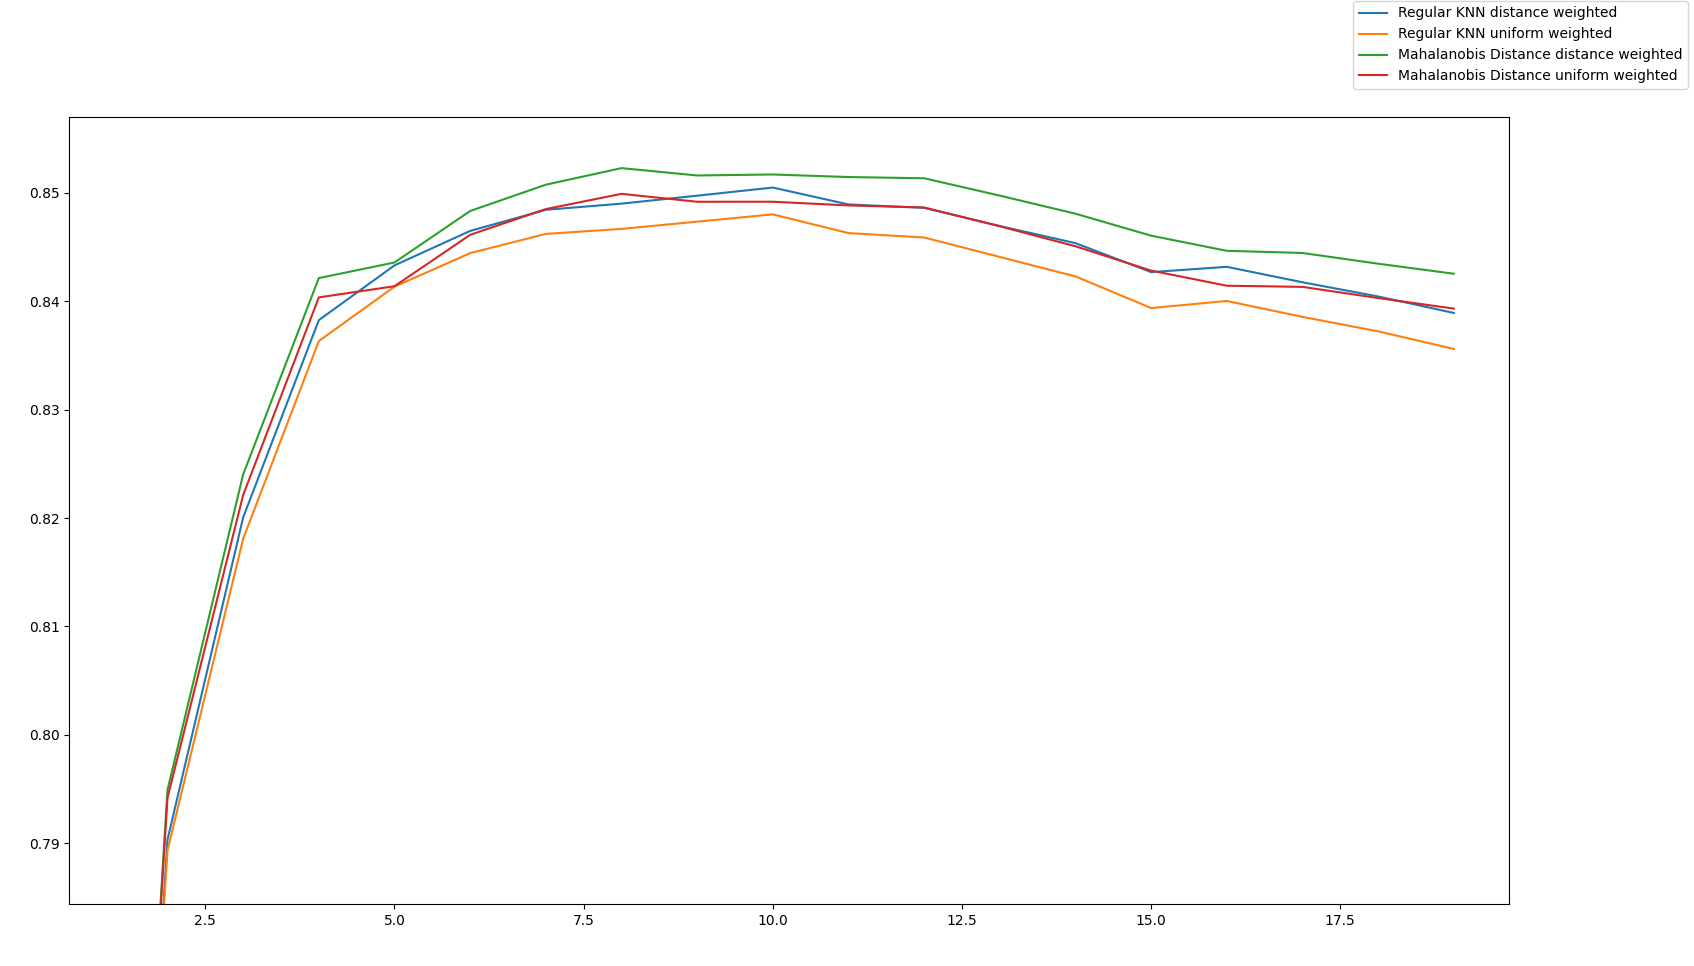 Regular KNN distance weighted
Regular KNN uniform weighted
Mahalanobis Distance distance weighted
Mahalanobis Distance uniform weighted
0.85
0.84
0.83
0.82
0.81
0.80
0.79
2.5 5.0 7.5 10.0 12.5 15.0 17.5